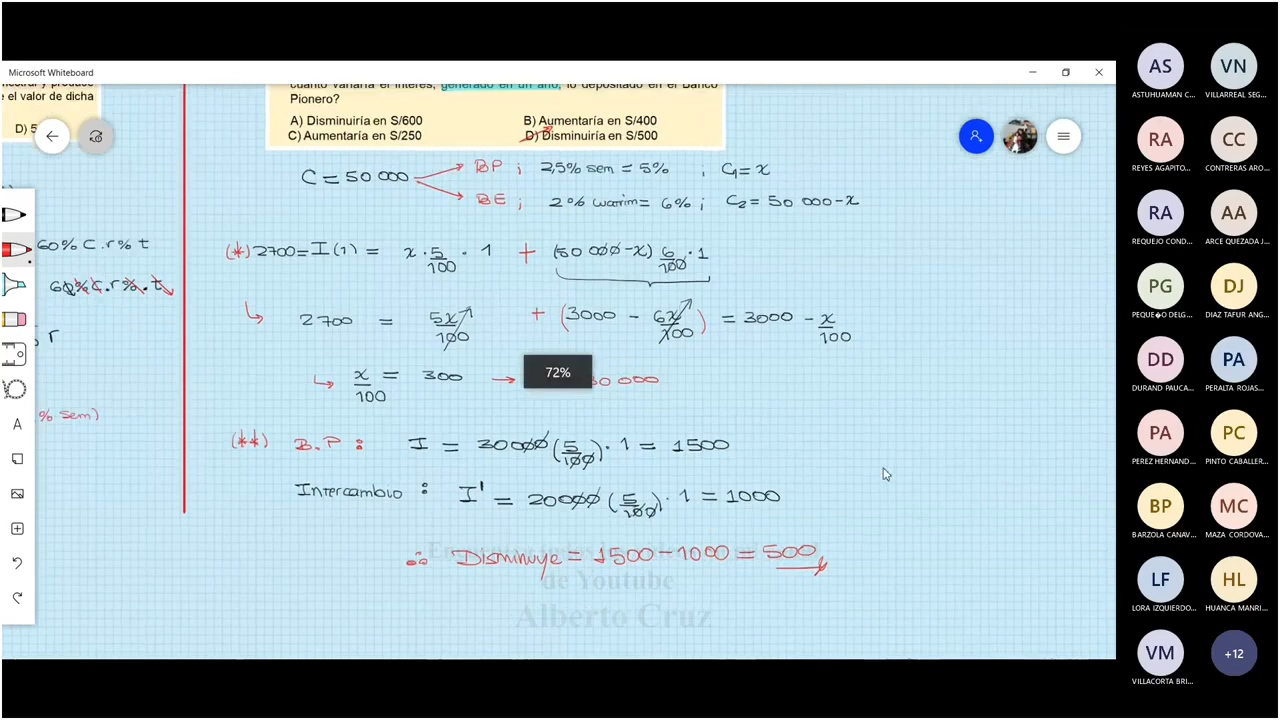 Microsoft Whiteboard
e el valor de dicha
D) 5
cuánto variaría el interés, generado en un año, lo depositado en el Banco
Pionero?
A) Disminuiría en S/600
B) Aumentaría en S/400
C) Aumentaría en S/250
D) Disminuiría en S/500
C = 50 000
BP ; 2,5% sem = 5% ; C1 = x
BE ; 2% cuatrim = 6% ; C2 = 50 000 - x
60% C.r% t
60% C.r%.t
r
% sem)
(*) 2700 = I(1) = x · 5/100 · 1 + (50 000 - x) 6/100 · 1
2700 = 5x/100 + (3000 - 6x/100) = 3000 - x/100
x/100 = 300 → 30 000
72%
(**) B.P : I = 30000 (5/100) · 1 = 1500
Intercambio : I' = 20000 (5/100) · 1 = 1000
∴ Disminuye = 1500 - 1000 = 500
de Youtube
Alberto Cruz
A
AS
ASTUHUAMAN C...
VN
VILLARREAL SEG...
RA
REYES AGAPITO...
CC
CONTRERAS ARO...
RA
REQUEJO COND...
AA
ARCE QUEZADA J...
PG
PEQUE�O DELG...
DJ
DIAZ TAFUR ANG...
DD
DURAND PAUCA...
PA
PERALTA ROJAS...
PA
PEREZ HERNAND...
PC
PINTO CABALLER...
BP
BARZOLA CANAV...
MC
MAZA CORDOVA...
LF
LORA IZQUIERDO...
HL
HUANCA MANRI...
VM
VILLACORTA BRI...
+12